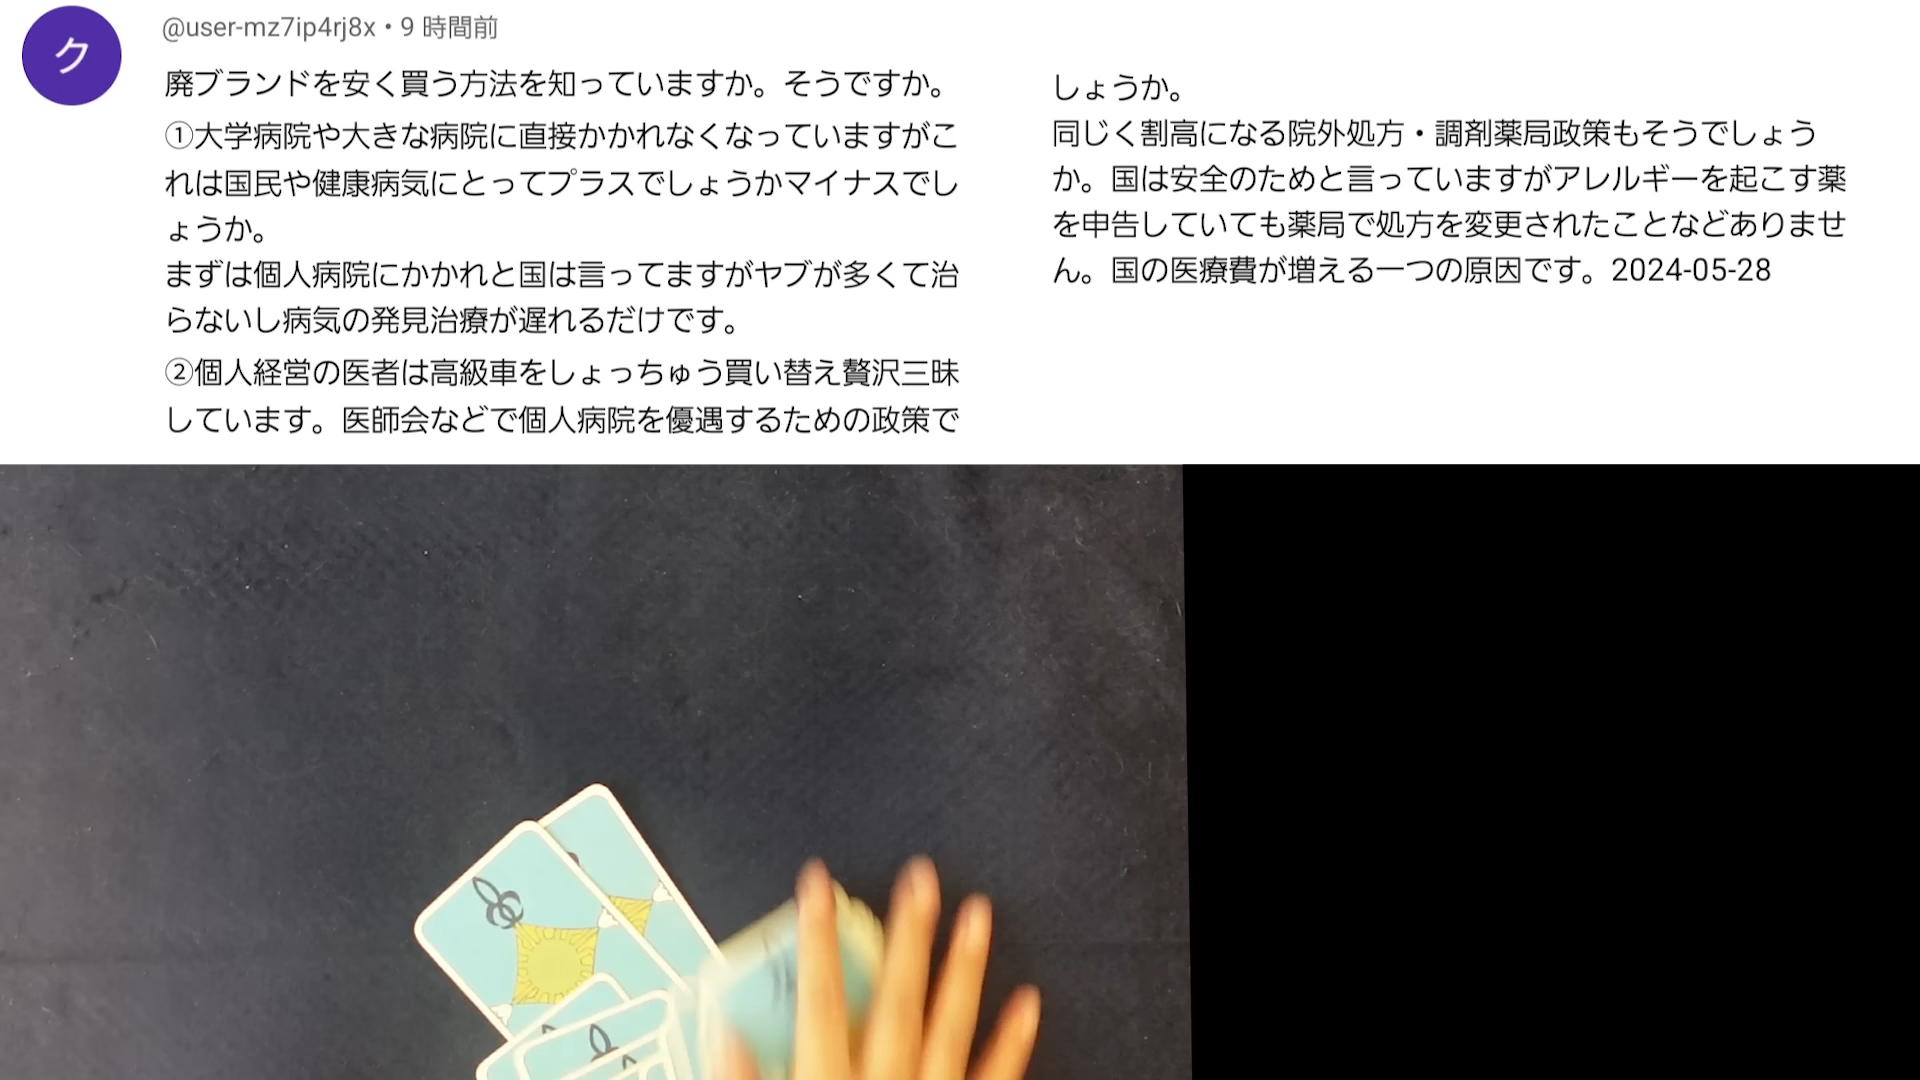 ク
@user-mz7ip4rj8x・9 時間前
廃ブランドを安く買う方法を知っていますか。そうですか。
①大学病院や大きな病院に直接かかれなくなっていますがこ
れは国民や健康病気にとってプラスでしょうかマイナスでし
ょうか。
まずは個人病院にかかれと国は言ってますがヤブが多くて治
らないし病気の発見治療が遅れるだけです。
②個人経営の医者は高級車をしょっちゅう買い替え贅沢三昧
しています。医師会などで個人病院を優遇するための政策で
しょうか。
同じく割高になる院外処方・調剤薬局政策もそうでしょう
か。国は安全のためと言っていますがアレルギーを起こす薬
を申告していても薬局で処方を変更されたことなどありませ
ん。国の医療費が増える一つの原因です。2024-05-28